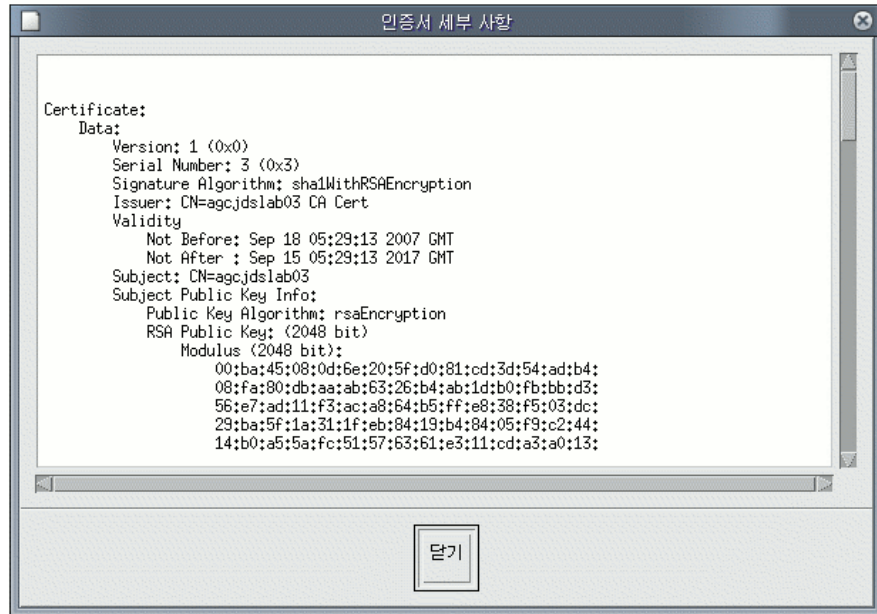 인증서 세부 사항
Certificate:
Data:
Version: 1 (0x0)
Serial Number: 3 (0x3)
Signature Algorithm: sha1WithRSAEncryption
Issuer: CN=agcjdslab03 CA Cert
Validity
Not Before: Sep 18 05:29:13 2007 GMT
Not After : Sep 15 05:29:13 2017 GMT
Subject: CN=agcjdslab03
Subject Public Key Info:
Public Key Algorithm: rsaEncryption
RSA Public Key: (2048 bit)
Modulus (2048 bit):
00:ba:45:08:0d:6e:20:5f:d0:81:cd:3d:54:ad:b4:
08:fa:80:db:aa:ab:63:26:b4:ab:1d:b0:fb:bb:d3:
56:e7:ad:11:f3:ac:a8:64:b5:ff:e8:38:f5:03:dc:
29:ba:5f:1a:31:1f:eb:84:19:b4:84:05:f9:c2:44:
14:b0:a5:5a:fc:51:57:63:61:e3:11:cd:a3:a0:13:
닫기